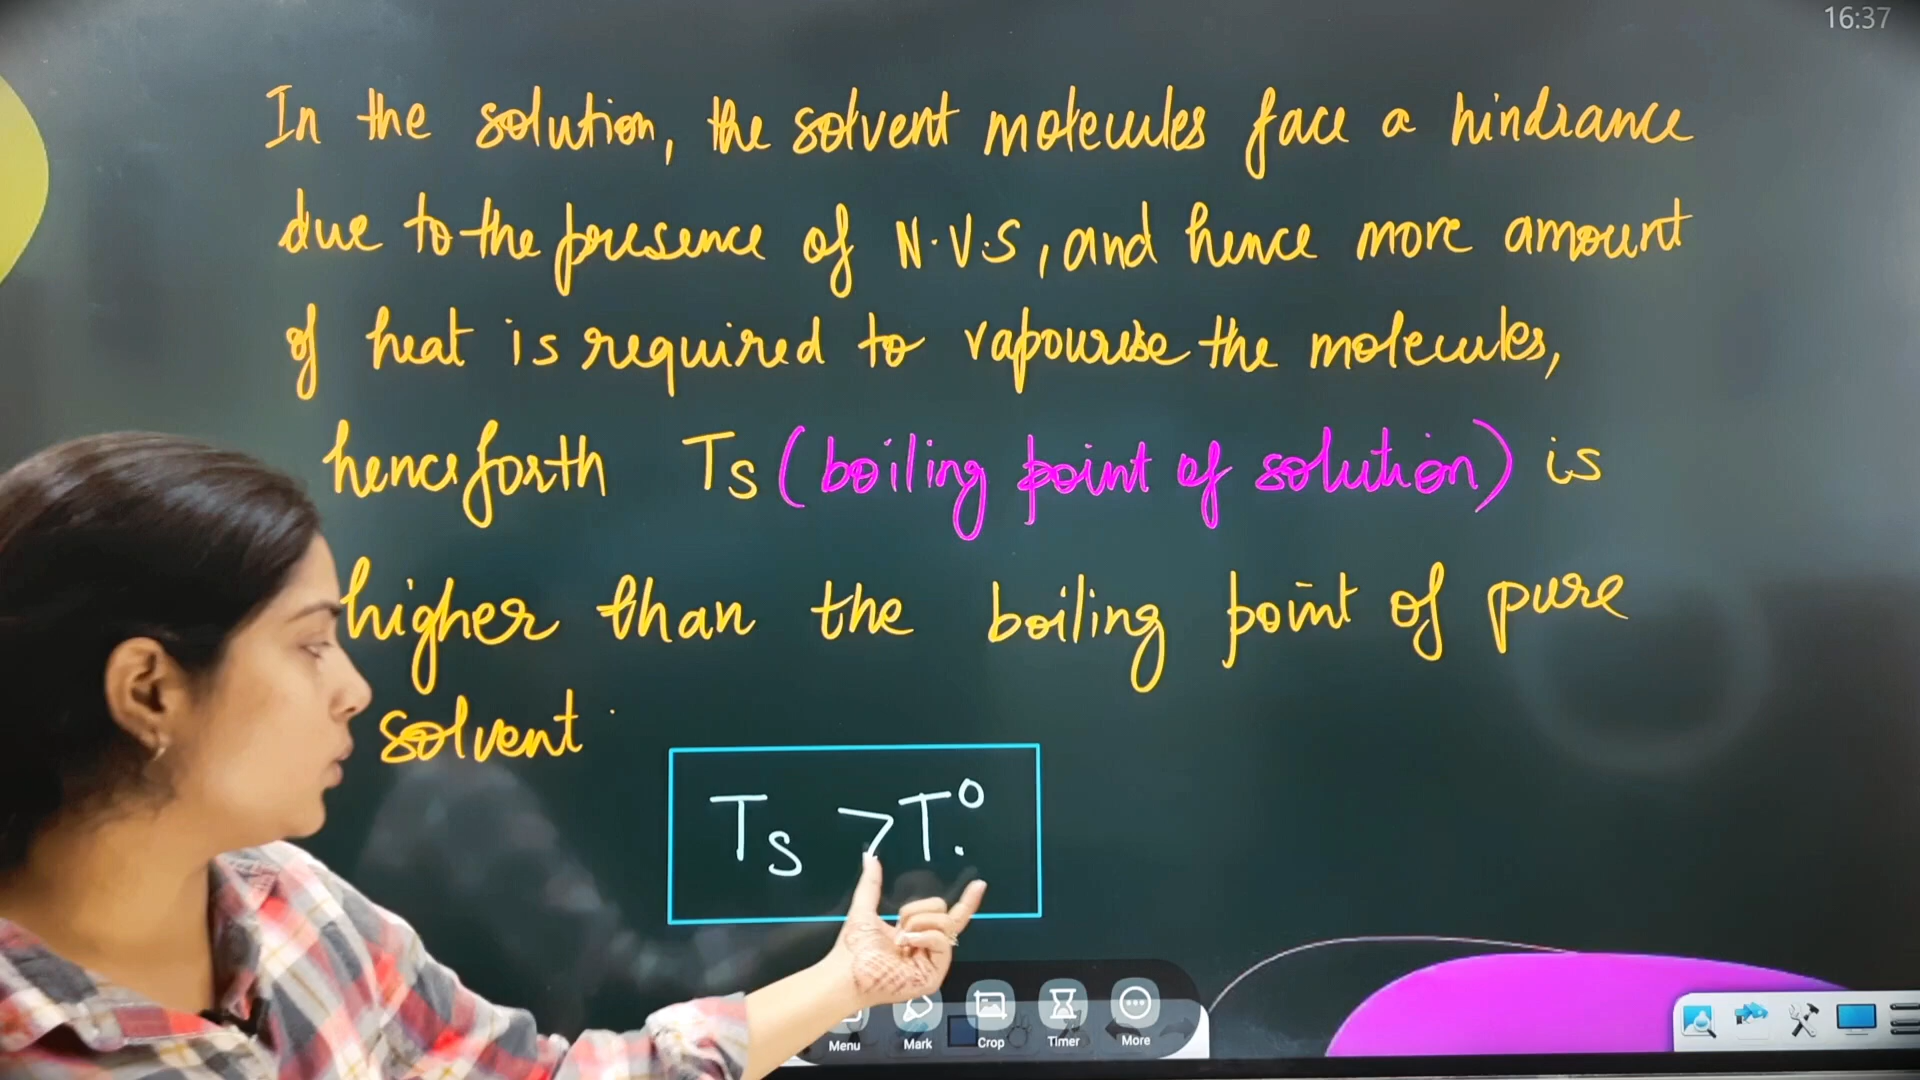 16:37
In the solution, the solvent molecules face a hindrance
due to the presence of N.V.S, and hence more amount
of heat is required to vapourise the molecules,
henceforth Ts (boiling point of solution) is
higher than the boiling point of pure
solvent.
Ts > T°
Menu Mark Crop Timer More